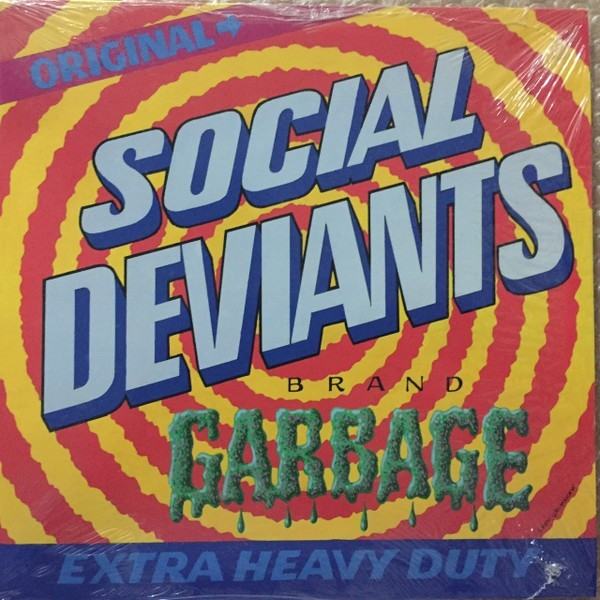 ORIGINAL +
SOCIAL
DEVIANTS
BRAND
GARBAGE
EXTRA HEAVY DUTY